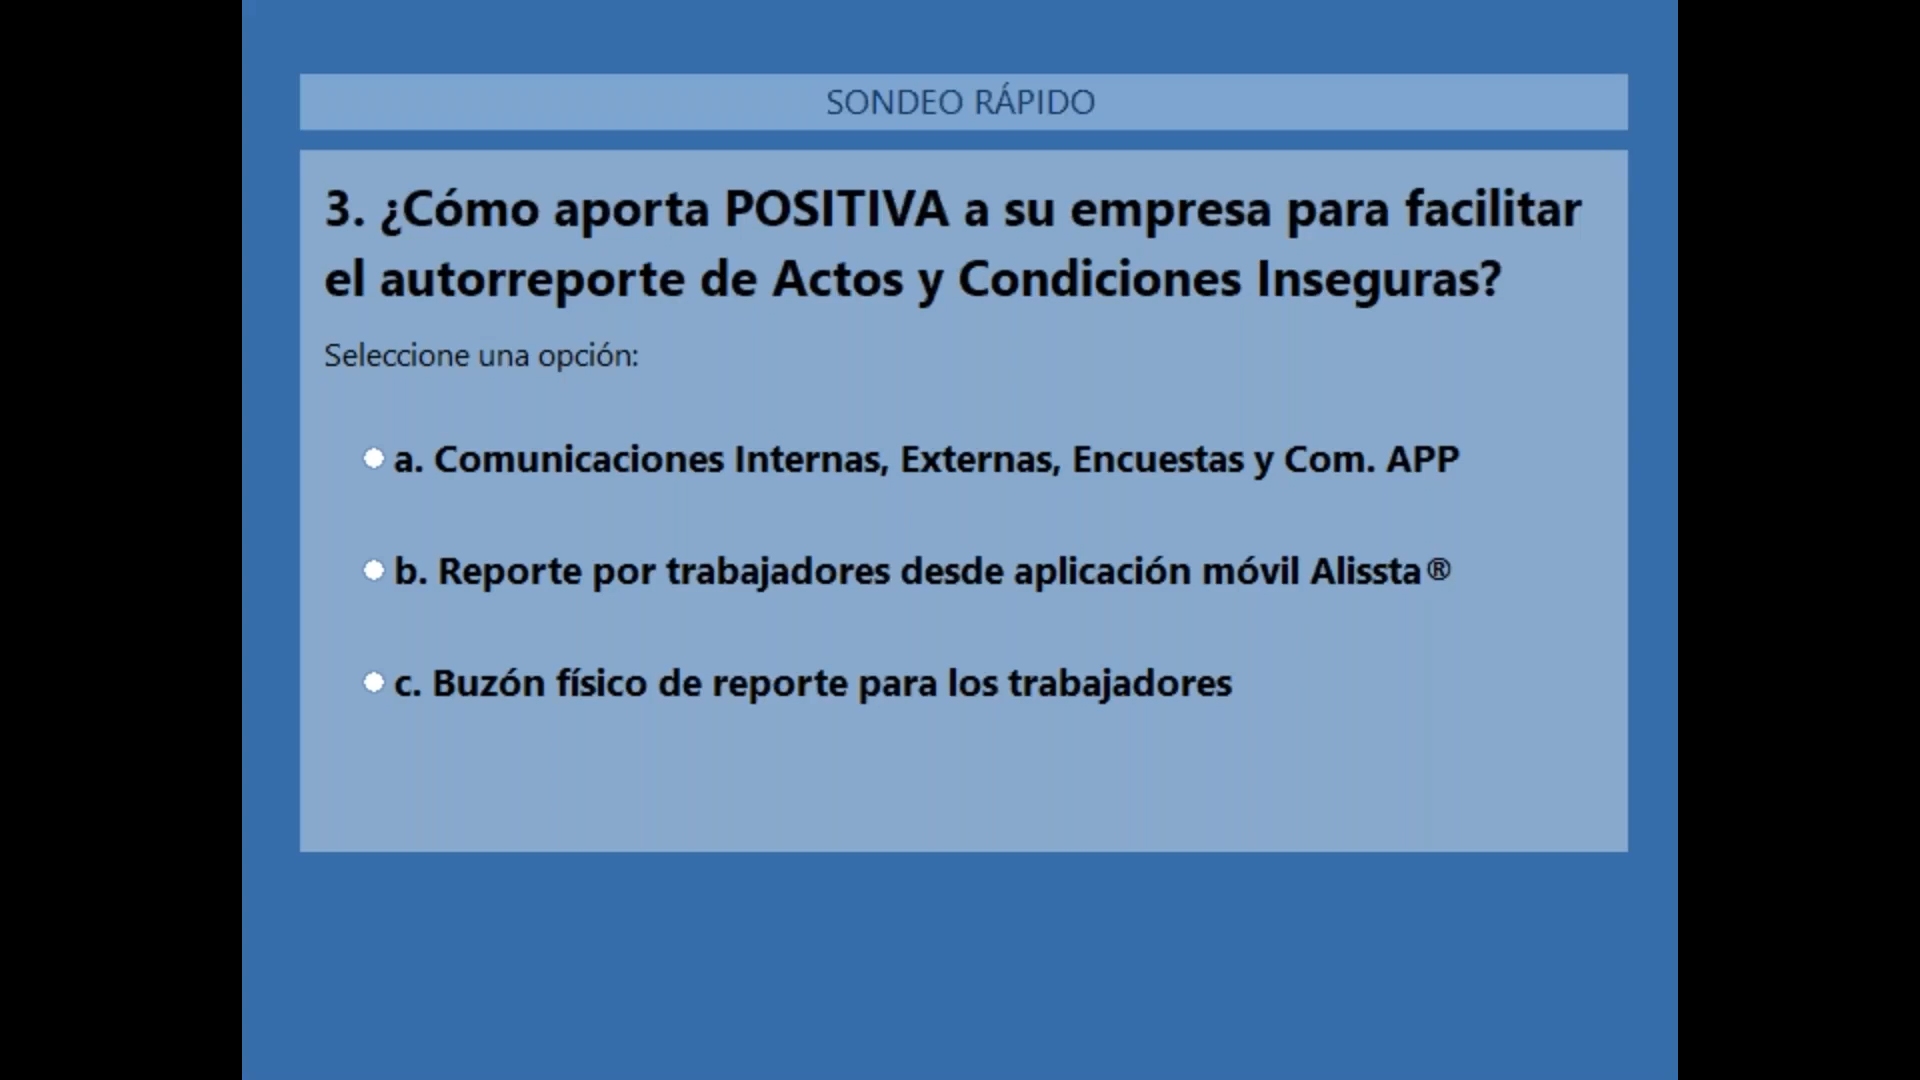 SONDEO RÁPIDO
3. ¿Cómo aporta POSITIVA a su empresa para facilitar
el autorreporte de Actos y Condiciones Inseguras?
Seleccione una opción:
a. Comunicaciones Internas, Externas, Encuestas y Com. APP
b. Reporte por trabajadores desde aplicación móvil Alissta®
c. Buzón físico de reporte para los trabajadores